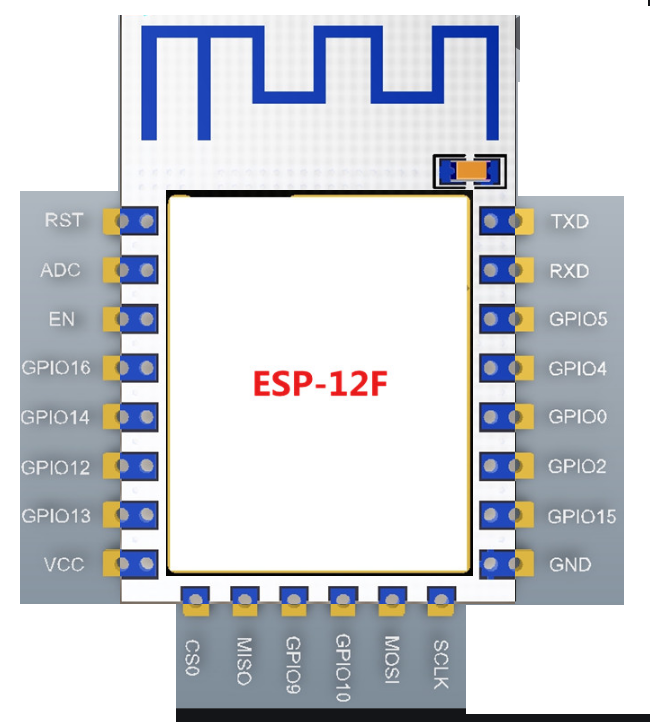 RST
ADC
EN
GPIO16
GPIO14
GPIO12
GPIO13
VCC
ESP-12F
TXD
RXD
GPIO5
GPIO4
GPIO0
GPIO2
GPIO15
GND
CS0
MISO
GPIO9
GPIO10
MOSI
SCLK